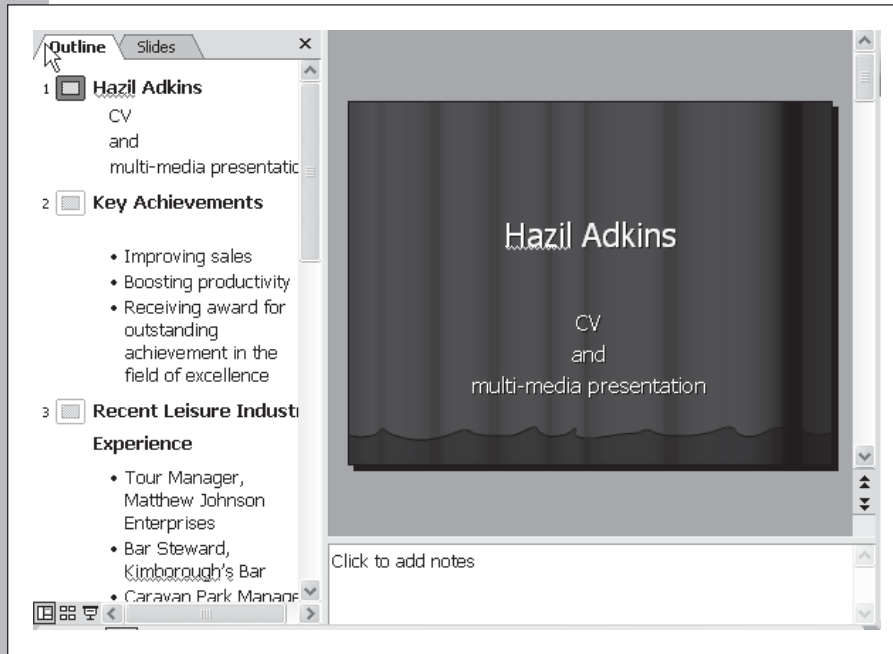 Outline Slides
1 Hazil Adkins
CV
and
multi-media presentatic
2 Key Achievements
• Improving sales
• Boosting productivity
• Receiving award for
outstanding
achievement in the
field of excellence
3 Recent Leisure Industr
Experience
• Tour Manager,
Matthew Johnson
Enterprises
• Bar Steward,
Kimborough's Bar
• Caravan Park Manage
Hazil Adkins
CV
and
multi-media presentation
Click to add notes